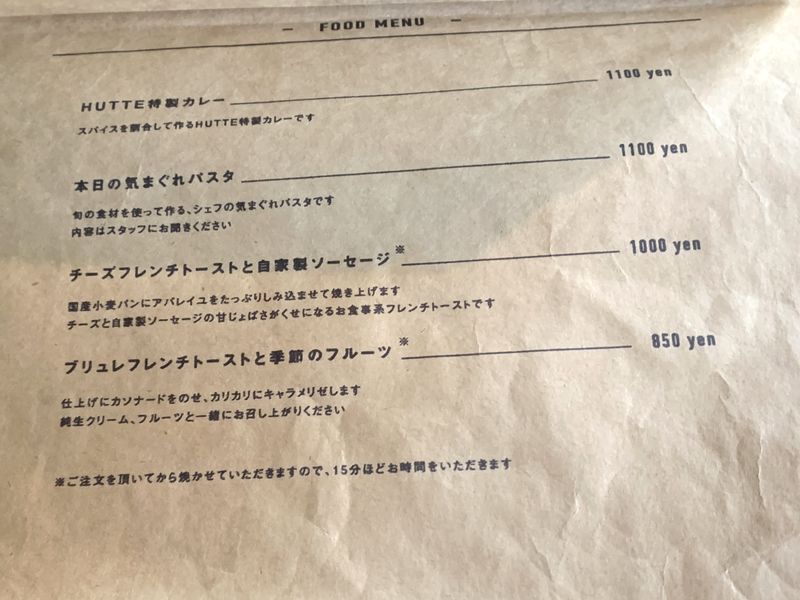 — FOOD MENU —
HUTTE特製カレー 1100 yen
スパイスを調合して作るHUTTE特製カレーです
本日の気まぐれパスタ 1100 yen
旬の食材を使って作る、シェフの気まぐれパスタです
内容はスタッフにお聞きください
チーズフレンチトーストと自家製ソーセージ※ 1000 yen
国産小麦パンにアパレイユをたっぷりしみ込ませて焼き上げます
チーズと自家製ソーセージの甘じょぱさがくせになるお食事系フレンチトーストです
ブリュレフレンチトーストと季節のフルーツ※ 850 yen
仕上げにカソナードをのせ、カリカリにキャラメリゼします
純生クリーム、フルーツと一緒にお召し上がりください
※ご注文を頂いてから焼かせていただきますので、15分ほどお時間をいただきます